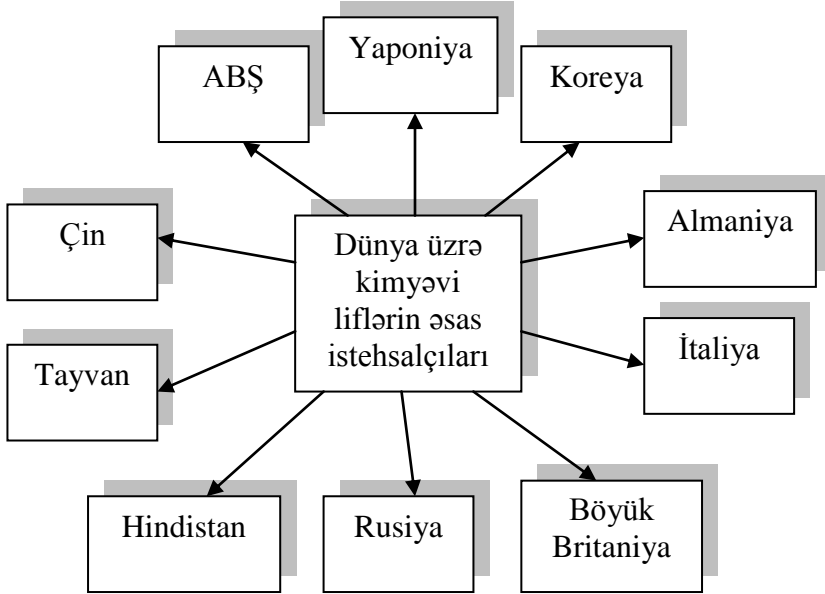 Yaponiya
ABŞ
Koreya
Çin
Dünya üzrə
kimyəvi
liflərin əsas
istehsalçıları
Almaniya
Tayvan
İtaliya
Hindistan
Rusiya
Böyük
Britaniya